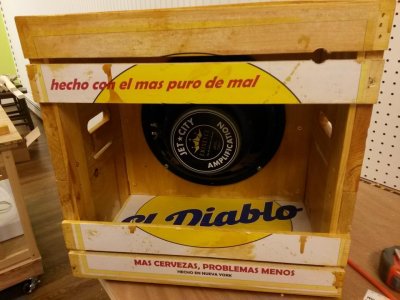 hecho con el mas puro de mal
JET CITY
AMPLIFICATION
El Diablo
MAS CERVEZAS, PROBLEMAS MENOS
HECHO EN NUEVA YORK